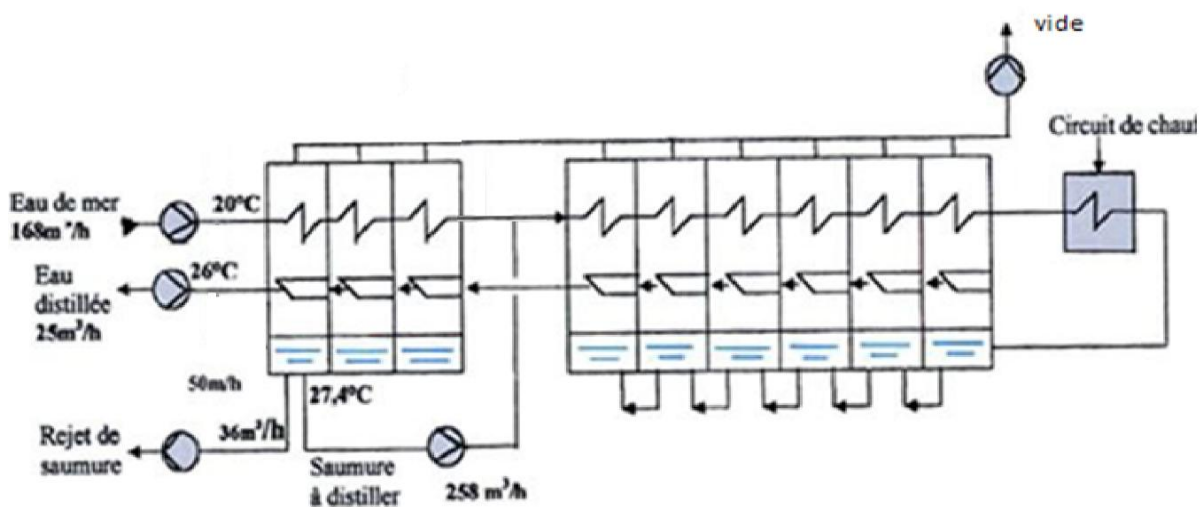 vide
Circuit de chauf
Eau de mer
168m³/h
20°C
Eau
distillée
25m³/h
26°C
50m/h
27,4°C
Rejet de
saumure
36m³/h
Saumure
à distiller
258 m³/h